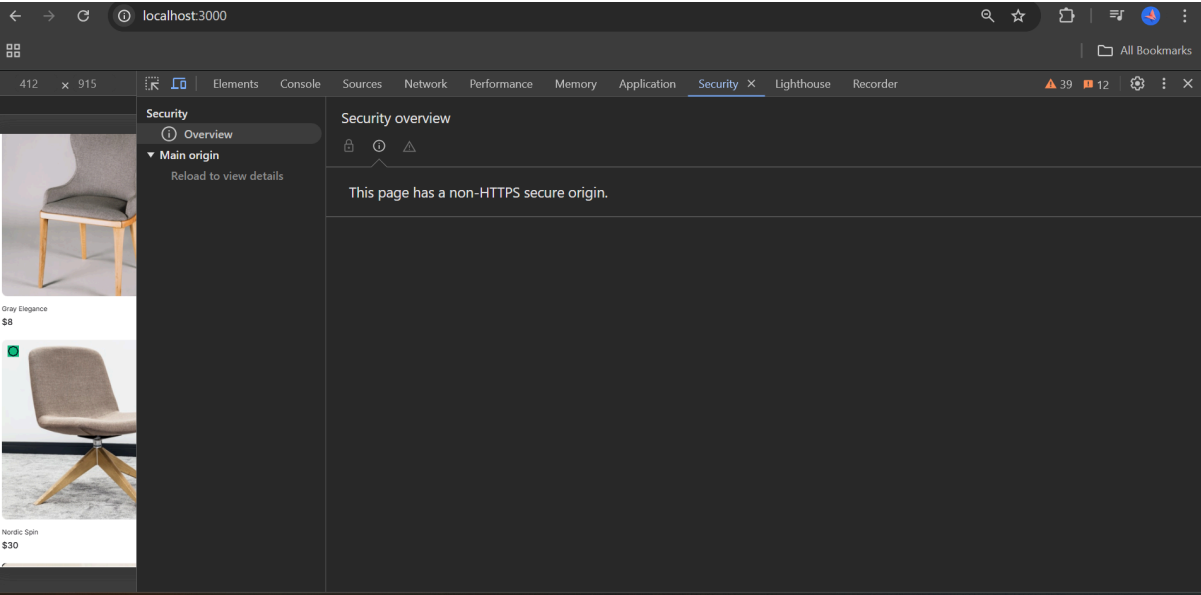 localhost:3000
All Bookmarks
412 × 915
Elements Console Sources Network Performance Memory Application Security Lighthouse Recorder 39 12
Security
Overview
Main origin
Reload to view details
Security overview
This page has a non-HTTPS secure origin.
Gray Elegance
$8
Nordic Spin
$30